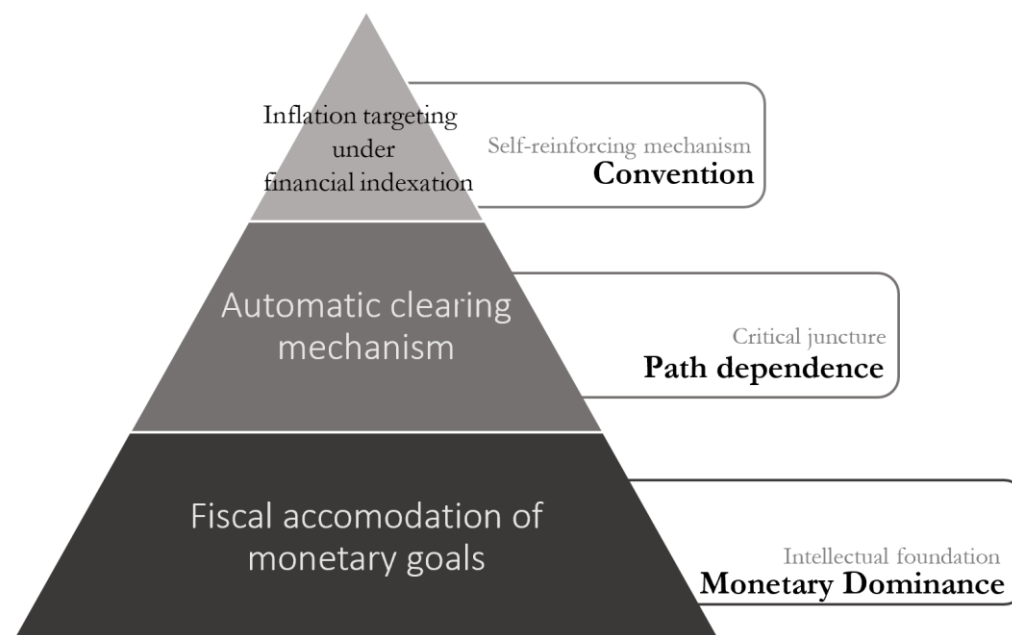 Inflation targeting
under
financial indexation
Self-reinforcing mechanism
Convention
Automatic clearing
mechanism
Critical juncture
Path dependence
Fiscal accomodation of
monetary goals
Intellectual foundation
Monetary Dominance